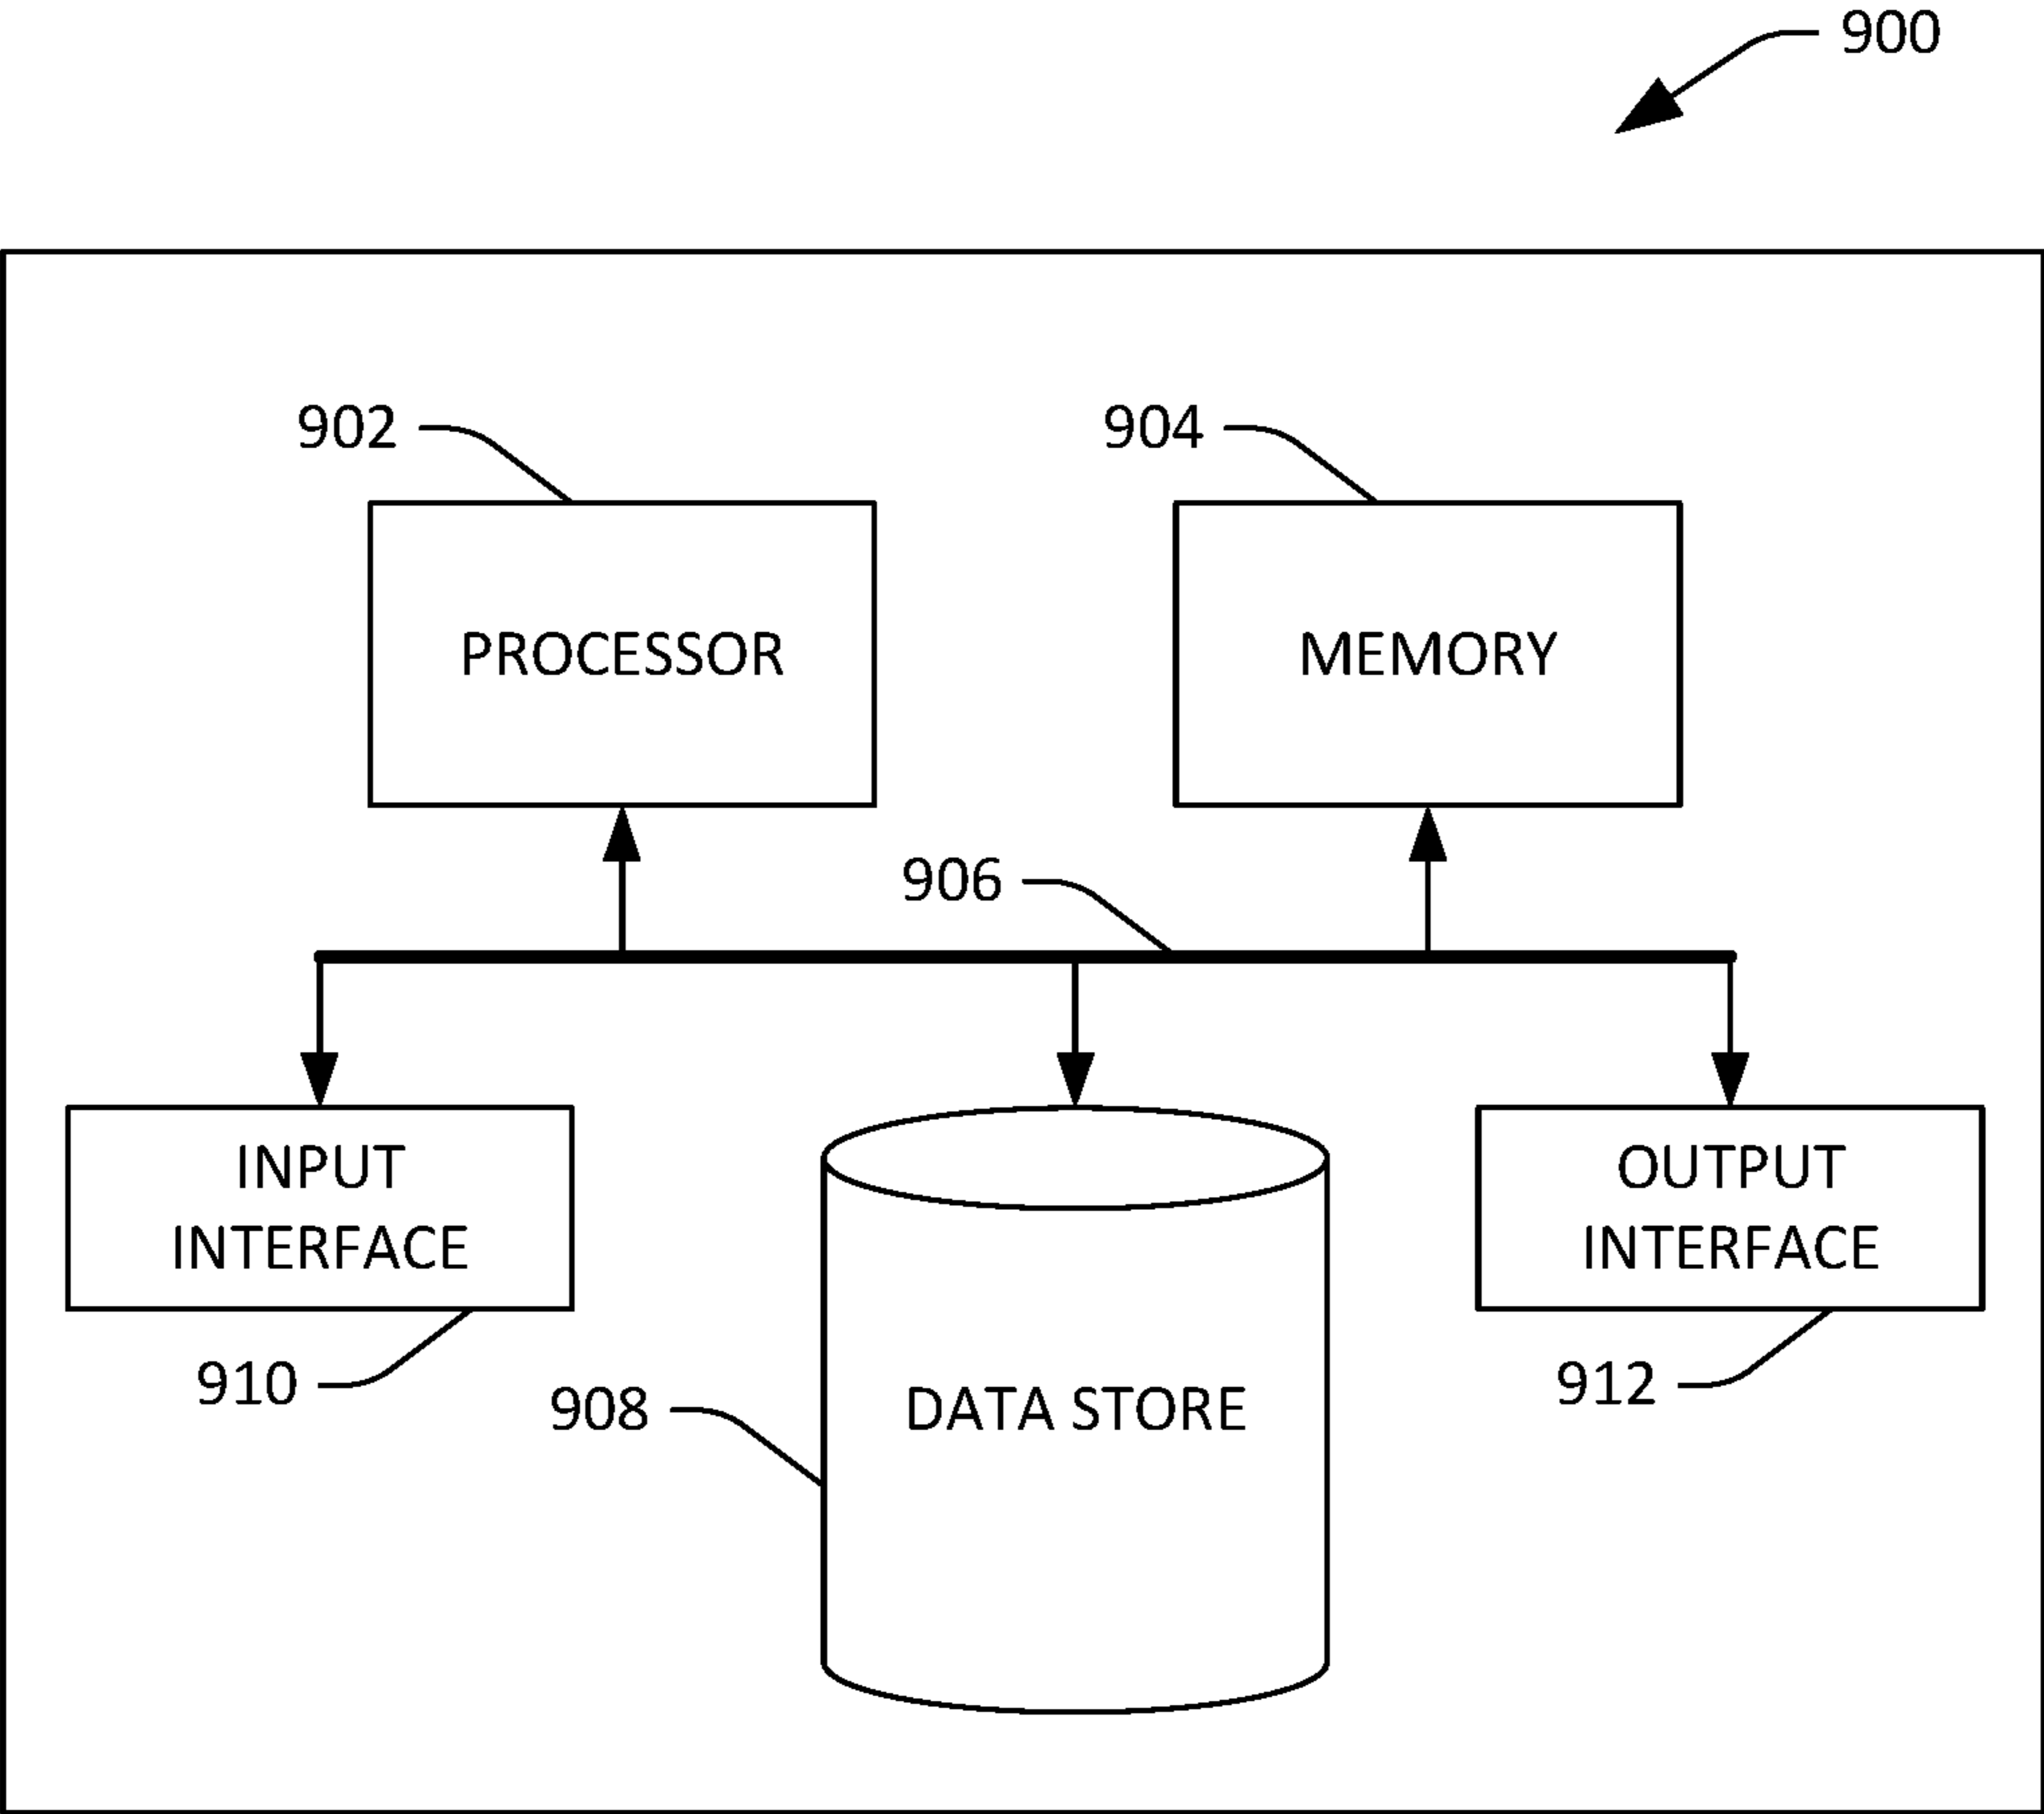 900
902
904
PROCESSOR
MEMORY
906
INPUT
INTERFACE
OUTPUT
INTERFACE
910
908
DATA STORE
912